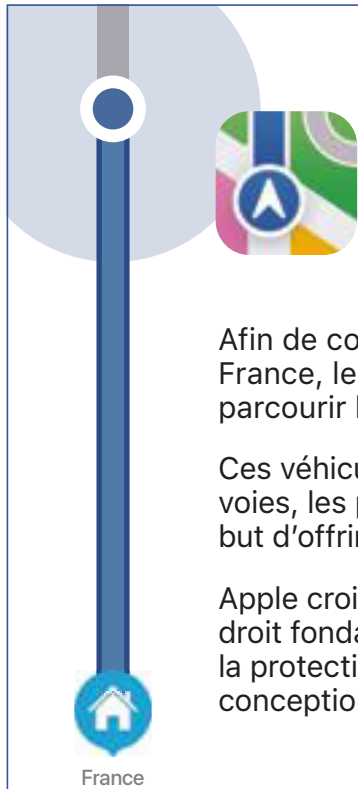 Afin de co
France, le
parcourir l
Ces véhicu
voies, les p
but d’offrir
Apple croi
droit fonda
la protecti
conceptio
France